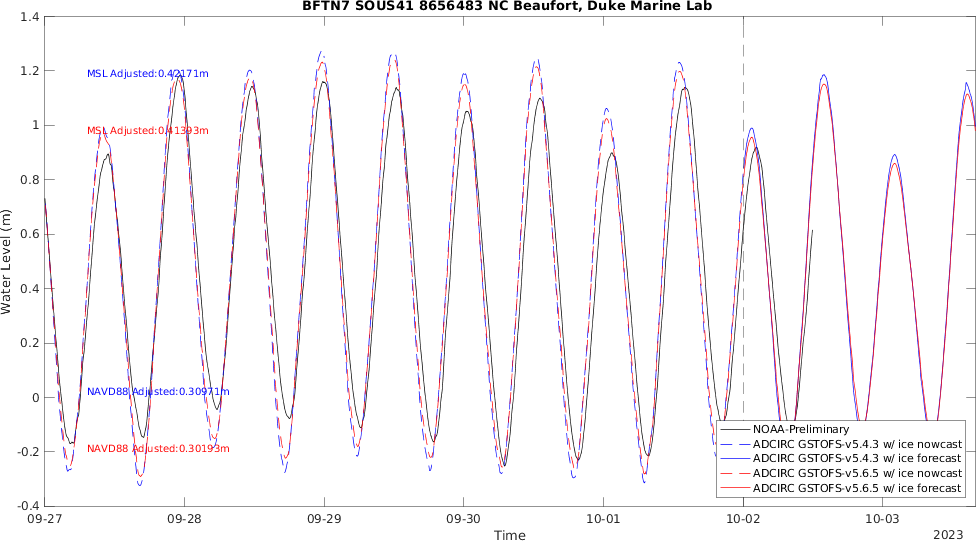 BFTN7 SOUS41 8656483 NC Beaufort, Duke Marine Lab
1.4
1.2
1
0.8
0.6
0.4
0.2
0
-0.2
-0.4
Water Level (m)
MSL Adjusted:0.42171m
MSL Adjusted:0.41393m
NAVD88 Adjusted:0.30971m
NAVD88 Adjusted:0.30193m
NOAA-Preliminary
ADCIRC GSTOFS-v5.4.3 w/ ice nowcast
ADCIRC GSTOFS-v5.4.3 w/ ice forecast
ADCIRC GSTOFS-v5.6.5 w/ ice nowcast
ADCIRC GSTOFS-v5.6.5 w/ ice forecast
09-27
09-28
09-29
09-30
10-01
10-02
10-03
Time
2023